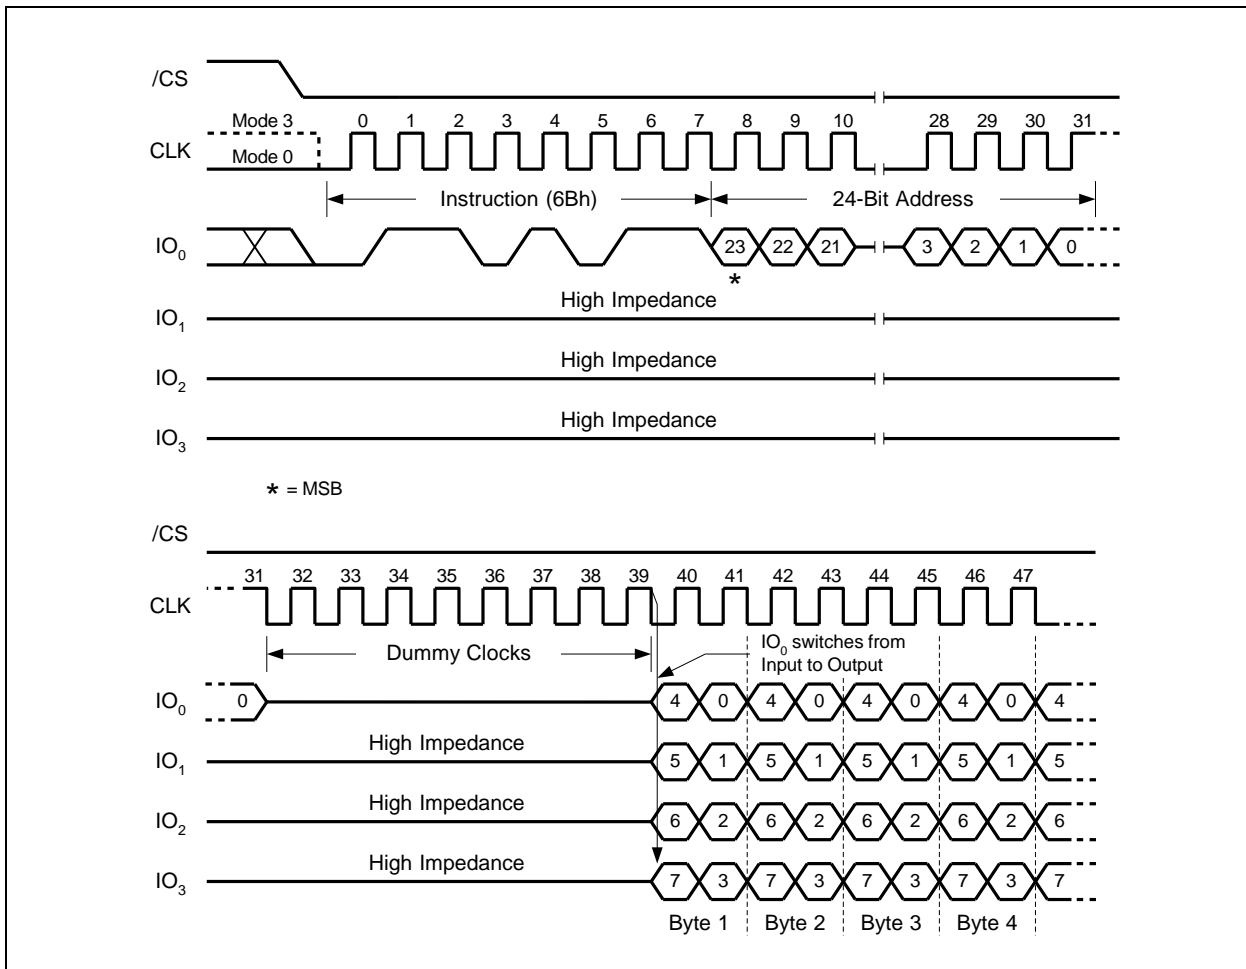 /CS
Mode 3 0 1 2 3 4 5 6 7 8 9 10 28 29 30 31
CLK
Mode 0
Instruction (6Bh) 24-Bit Address
IO0 23 22 21 3 2 1 0
*
High Impedance
IO1
High Impedance
IO2
High Impedance
IO3
* = MSB
/CS
31 32 33 34 35 36 37 38 39 40 41 42 43 44 45 46 47
CLK
Dummy Clocks
IO0 switches from
Input to Output
IO0 0 4 0 4 0 4 0 4 0 4
High Impedance
IO1 5 1 5 1 5 1 5 1 5
High Impedance
IO2 6 2 6 2 6 2 6 2 6
High Impedance
IO3 7 3 7 3 7 3 7 3 7
Byte 1 Byte 2 Byte 3 Byte 4